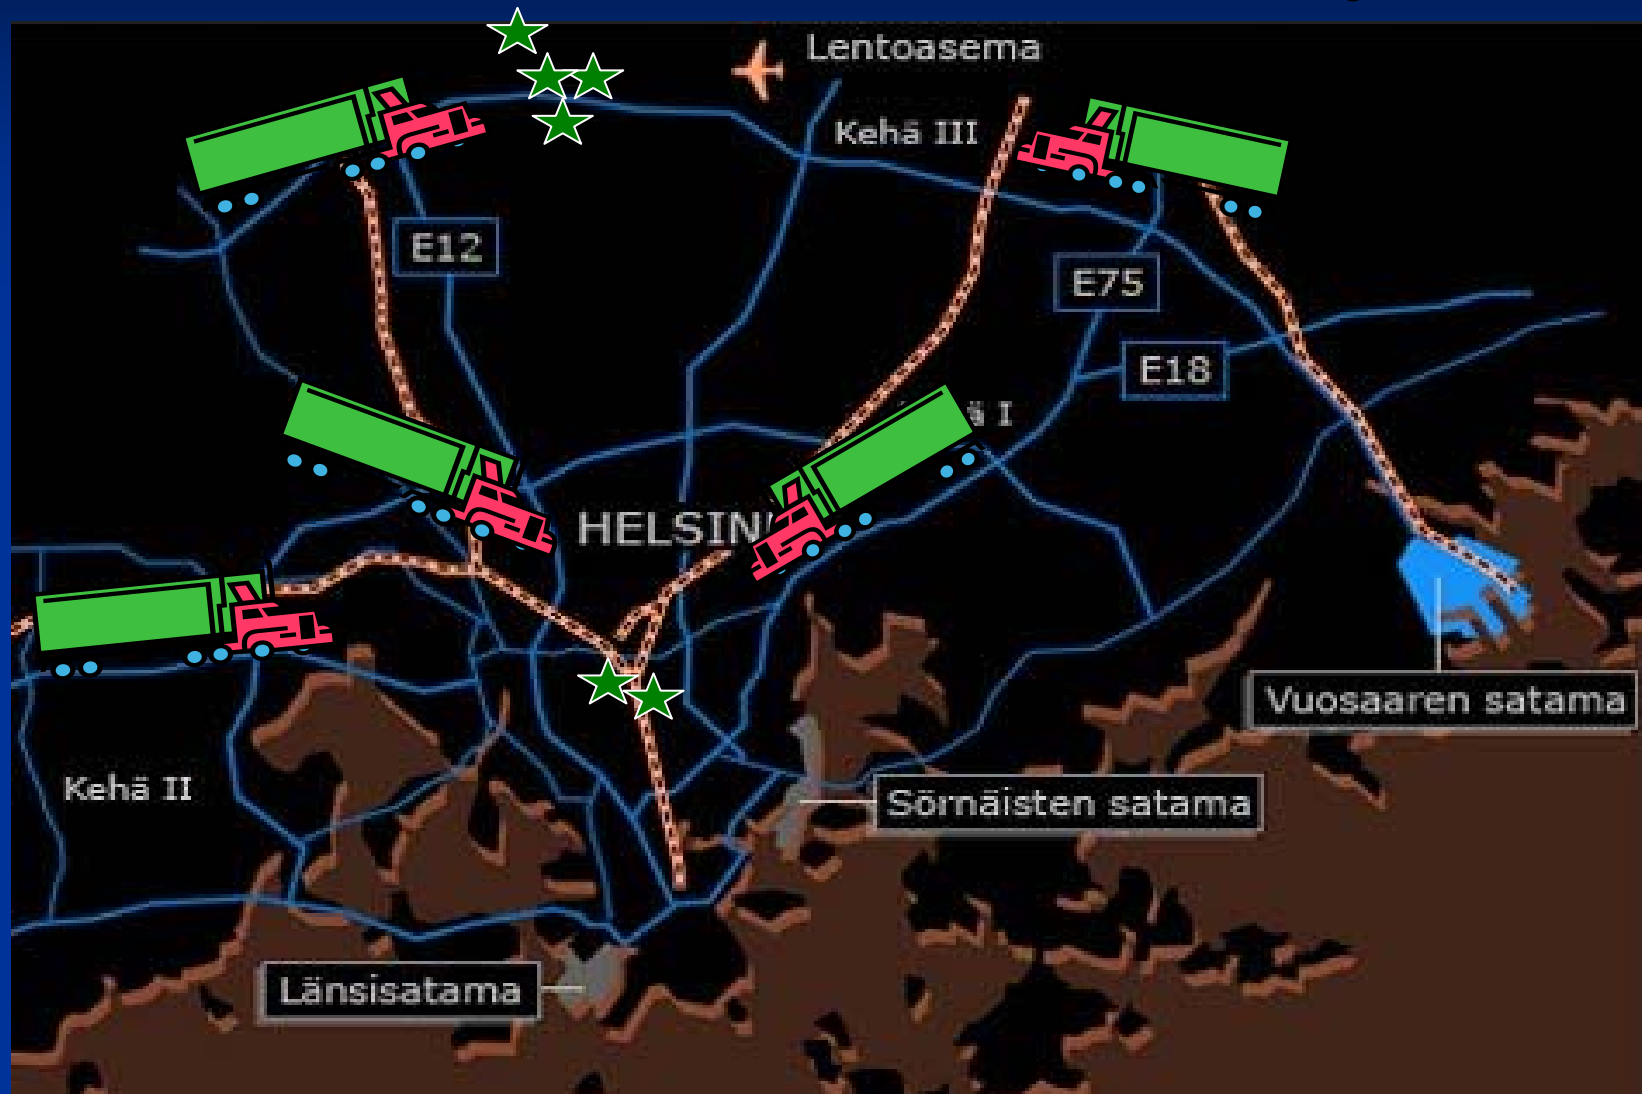 Lentoasema
Kehä III
E12
E75
E18
ä I
HELSIN
Vuosaaren satama
Kehä II
Sörnäisten satama
Länsisatama